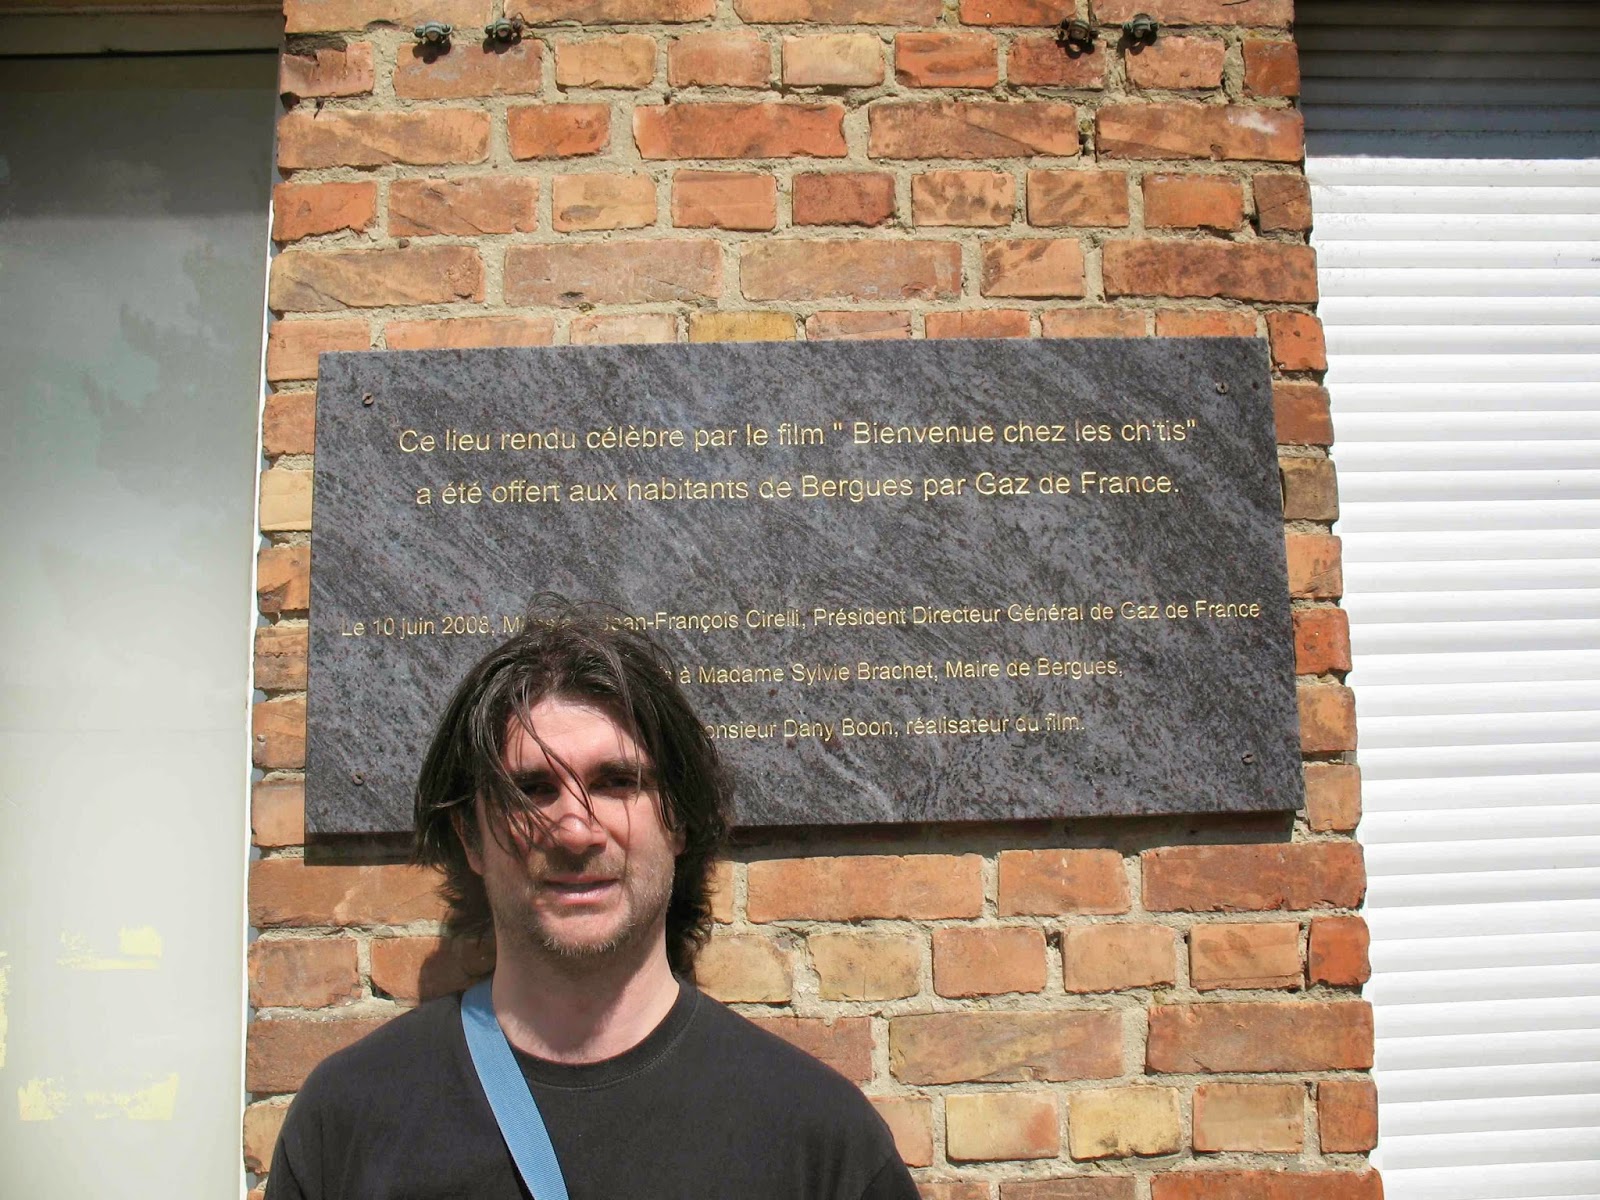 Ce lieu rendu célèbre par le film " Bienvenue chez les ch'tis"
a été offert aux habitants de Bergues par Gaz de France.
Le 10 juin 2008, Jean-François Cirelli, Président Directeur Général de Gaz de France
à Madame Sylvie Brachet, Maire de Bergues,
Dany Boon, réalisateur du film.